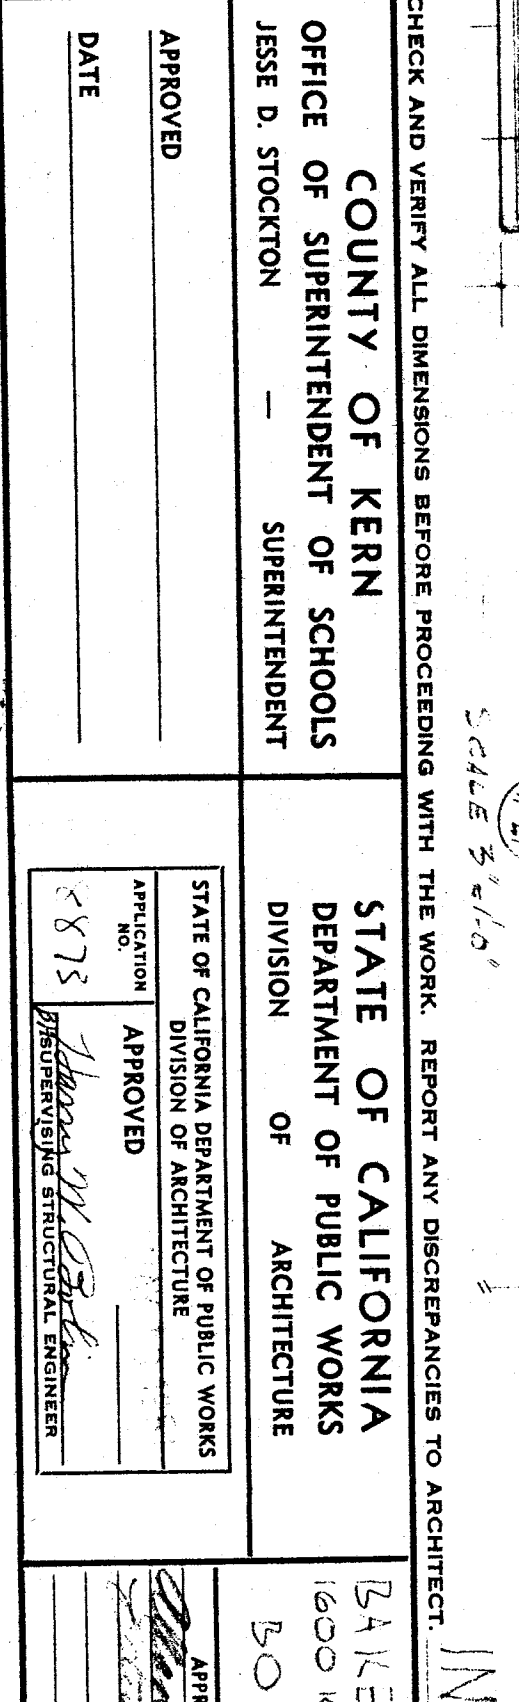 SCALE 3"=1'-0"
CHECK AND VERIFY ALL DIMENSIONS BEFORE PROCEEDING WITH THE WORK. REPORT ANY DISCREPANCIES TO ARCHITECT.
COUNTY OF KERN
OFFICE OF SUPERINTENDENT OF SCHOOLS
JESSE D. STOCKTON — SUPERINTENDENT
APPROVED
DATE
STATE OF CALIFORNIA
DEPARTMENT OF PUBLIC WORKS
DIVISION OF ARCHITECTURE
STATE OF CALIFORNIA DEPARTMENT OF PUBLIC WORKS
DIVISION OF ARCHITECTURE
APPLICATION
NO.
APPROVED
SUPERVISING STRUCTURAL ENGINEER
BAKE
1600
BO
APPR